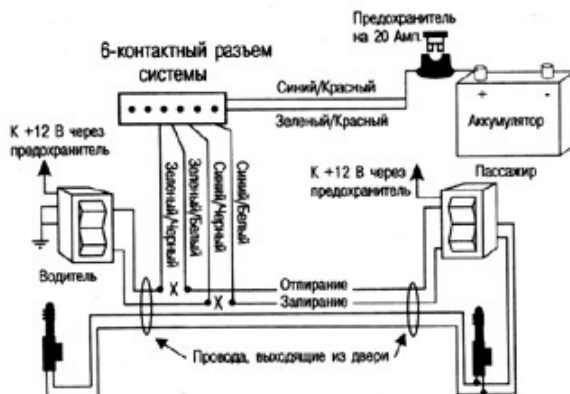 Предохранитель
на 20 Амп.
6-контактный разъем
системы
Синий/Красный
Зеленый/Красный
+ -
Аккумулятор
К +12 В через
предохранитель
К +12 В через
предохранитель
Пассажир
Зеленый/Черный
Зеленый/Белый
Синий/Черный
Синий/Белый
Водитель
X
Отпирание
X
Запирание
Провода, выходящие из двери